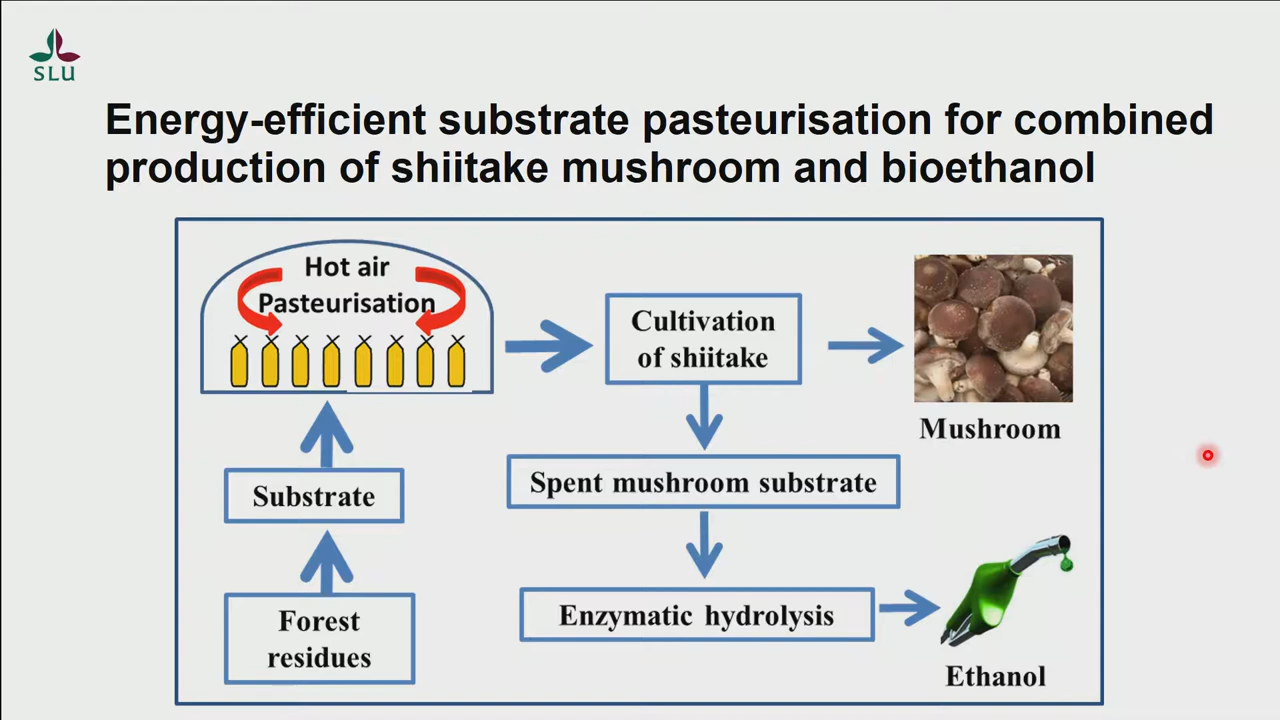 SLU
Energy-efficient substrate pasteurisation for combined
production of shiitake mushroom and bioethanol
Hot air
Pasteurisation
Substrate
Forest
residues
Cultivation
of shiitake
Mushroom
Spent mushroom substrate
Enzymatic hydrolysis
Ethanol